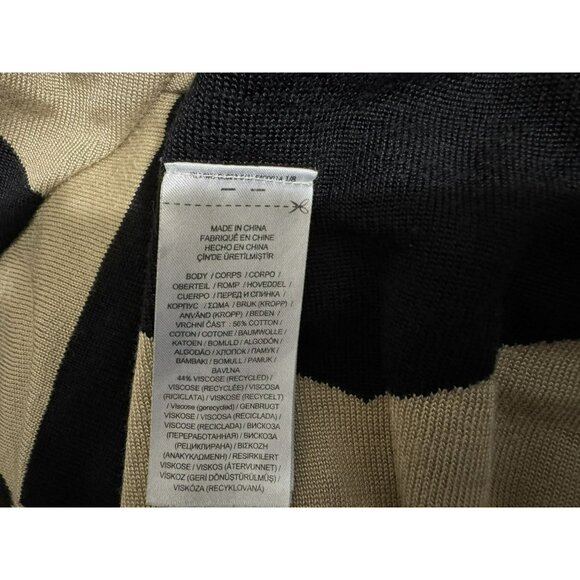 MADE IN CHINA
FABRIQUÉ EN CHINE
HECHO EN CHINA
ÇİN'DE ÜRETİLMİŞTİR
BODY / CORPS / CORPO /
OBERTEIL / ROMP / HOVEDDEL /
CUERPO / ПЕРЕД И СПИНКА /
КОРПУС / ΣΩΜΑ / BRUK (KROPP) /
ANVÄND (KROPP) / BEDEN /
VRCHNÍ ČÁST : 56% COTTON /
COTON / COTONE / BAUMWOLLE /
KATOEN / BOMULD / ALGODÓN /
ALGODÃO / ХЛОПОК / ПАМУК /
ΒΑΜΒΑΚΙ / BOMULL / PAMUK /
BAVLNA
44% VISCOSE (RECYCLED) /
VISCOSE (RECYCLÉE) / VISCOSA
(RICICLATA) / VISKOSE (RECYCELT)
/ Viscose (gerecycled) / GENBRUGT
VISKOSE / VISCOSA (RECICLADA) /
VISCOSE (RECICLADA) / ВИСКОЗА
(ПЕРЕРАБОТАННАЯ) / ВИСКОЗА
(РЕЦИКЛИРАНА) / ΒΙΣΚΟΖΗ
(ΑΝΑΚΥΚΛΩΜΕΝΗ) / RESIRKILERT
VISKOSE / VISKOS (ÅTERVUNNET) /
VİSKOZ (GERİ DÖNÜŞTÜRÜLMÜŞ) /
VISKÓZA (RECYKLOVANÁ)